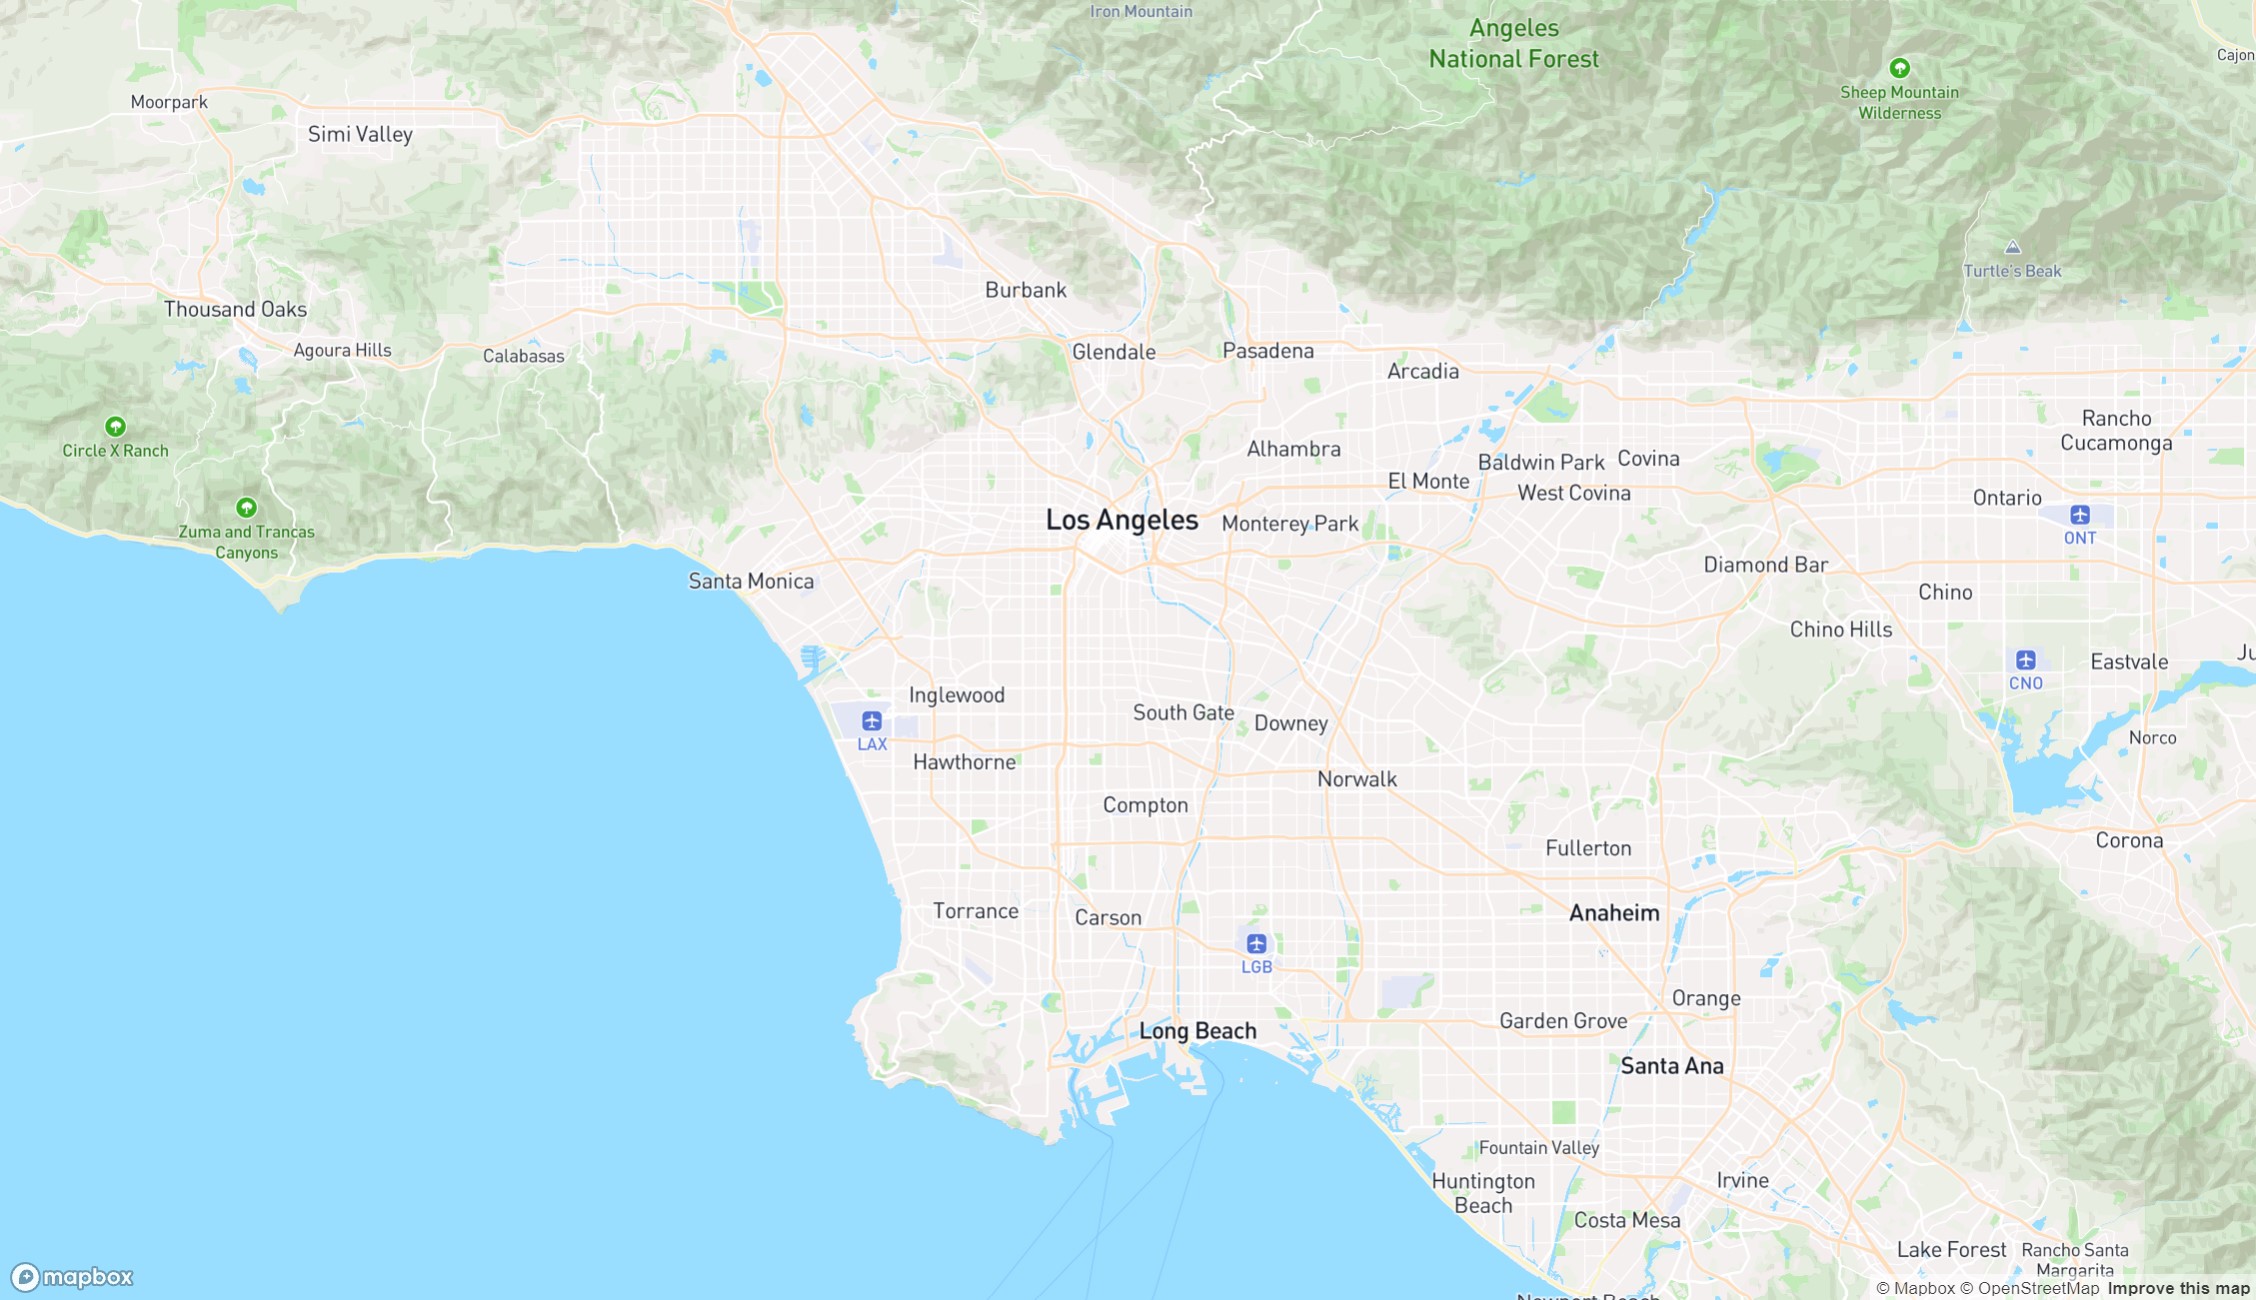 Iron Mountain
Angeles
National Forest
Cajon
Sheep Mountain
Wilderness
Moorpark
Simi Valley
Turtle's Beak
Burbank
Thousand Oaks
Agoura Hills
Calabasas
Glendale
Pasadena
Arcadia
Rancho
Cucamonga
Circle X Ranch
Alhambra
Baldwin Park
Covina
El Monte
West Covina
Ontario
Zuma and Trancas
Canyons
Los Angeles
Monterey Park
ONT
Diamond Bar
Santa Monica
Chino
Chino Hills
Eastvale
Ju
CNO
Inglewood
South Gate
Downey
LAX
Norco
Hawthorne
Norwalk
Compton
Fullerton
Corona
Torrance
Carson
Anaheim
LGB
Orange
Long Beach
Garden Grove
Santa Ana
Fountain Valley
Huntington
Beach
Irvine
Costa Mesa
Lake Forest
Rancho Santa
Margarita
mapbox
© Mapbox © OpenStreetMap Improve this map
Newport Beach